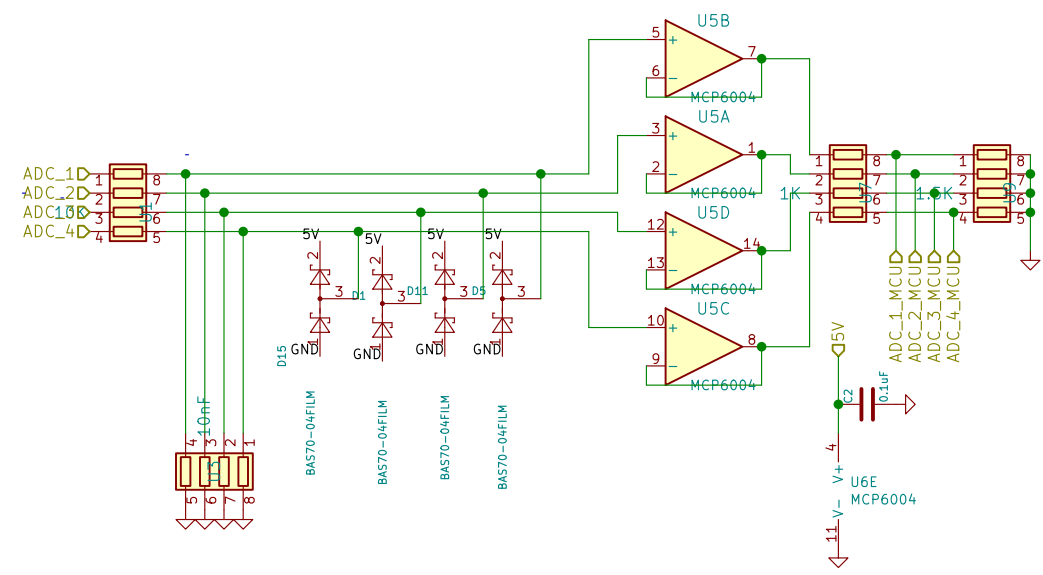 U5B
5
+
7
6
−
MCP6004
U5A
3
+
1
2
−
MCP6004
ADC_1
ADC_2
ADC_3
ADC_4
10K
1
2
3
4
8
7
6
5
U1
U5D
12
+
14
13
−
MCP6004
U5C
10
+
8
9
−
MCP6004
1K
1
2
3
4
8
7
6
5
U7
1.5K
1
2
3
4
8
7
6
5
U9
ADC_1_MCU
ADC_2_MCU
ADC_3_MCU
ADC_4_MCU
5V
5V
5V
5V
2
2
2
2
3
3
3
3
D1
D11
D5
D15
1
1
1
1
GND
GND
GND
GND
BAS70-04FILM
BAS70-04FILM
BAS70-04FILM
BAS70-04FILM
10nF
4
3
2
1
U3
5
6
7
8
5V
C2
0.1uF
4
V+
U6E
MCP6004
V-
11